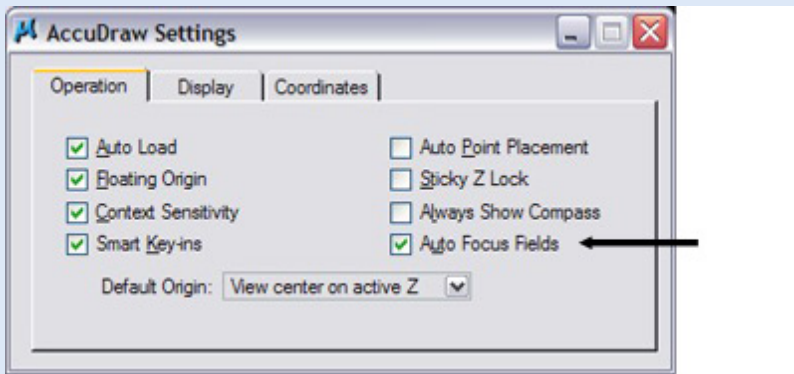 AccuDraw Settings
Operation Display Coordinates
Auto Load Auto Point Placement
Floating Origin Sticky Z Lock
Context Sensitivity Always Show Compass
Smart Key-ins Auto Focus Fields
Default Origin: View center on active Z